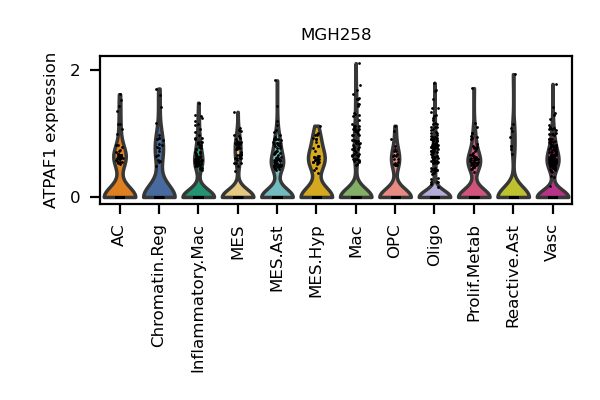 MGH258
ATPAF1 expression
2
0
AC
Chromatin.Reg
Inflammatory.Mac
MES
MES.Ast
MES.Hyp
Mac
OPC
Oligo
Prolif.Metab
Reactive.Ast
Vasc